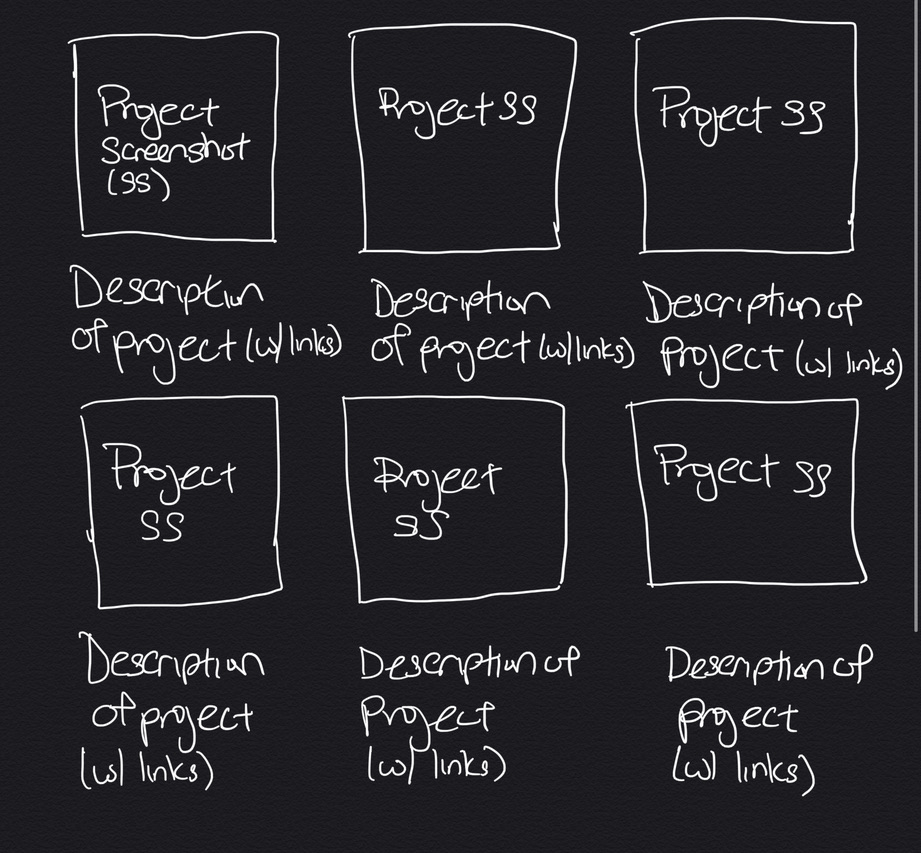 Project
Screenshot
(SS)
Project SS
Project SS
Description
of project (w/ links)
Description
of project (w/ links)
Description of
Project (w/ links)
Project
SS
Project
SS
Project SS
Description
of project
(w/ links)
Description of
Project
(w/ links)
Description of
project
(w/ links)